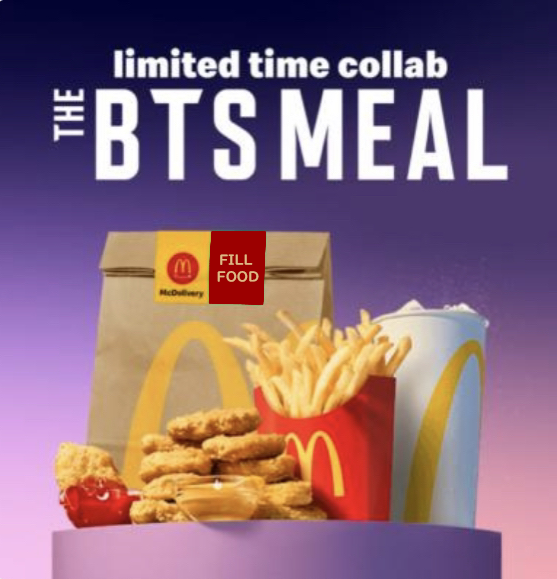 limited time collab
THE BTS MEAL
McDelivery
FILL
FOOD